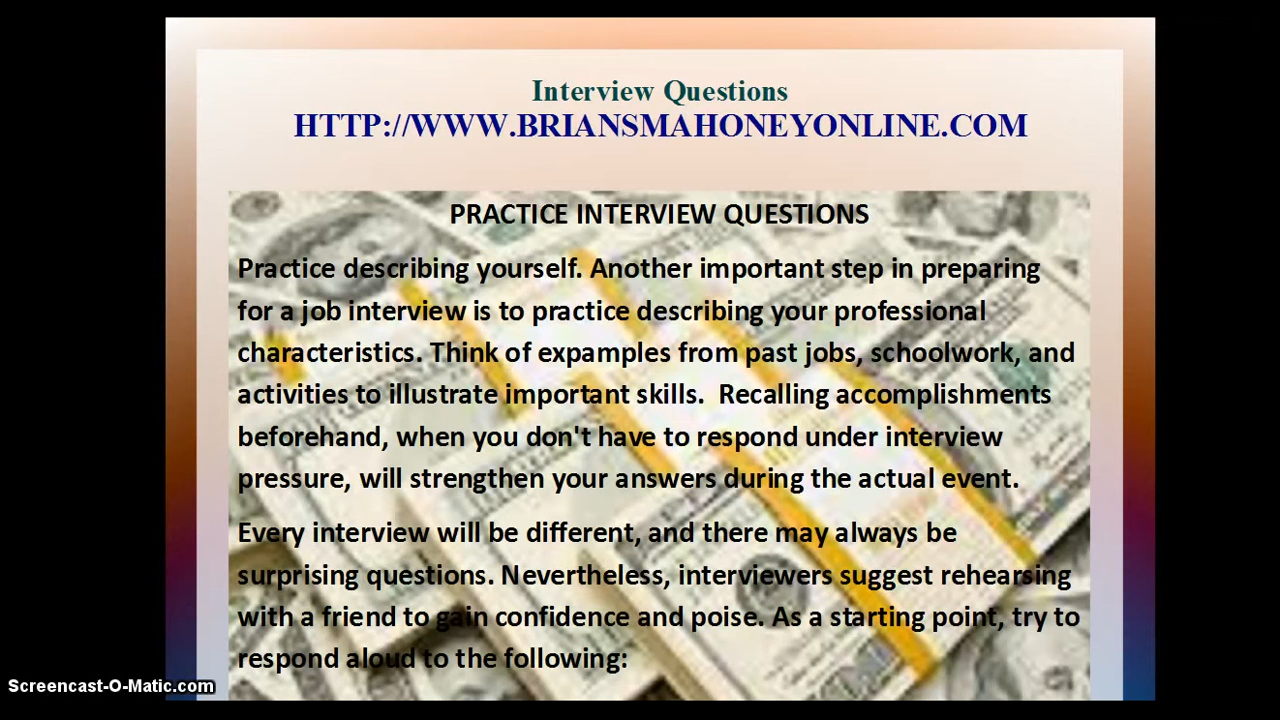 Interview Questions
HTTP://WWW.BRIANSMAHONEYONLINE.COM
PRACTICE INTERVIEW QUESTIONS
Practice describing yourself. Another important step in preparing
for a job interview is to practice describing your professional
characteristics. Think of expamples from past jobs, schoolwork, and
activities to illustrate important skills.  Recalling accomplishments
beforehand, when you don't have to respond under interview
pressure, will strengthen your answers during the actual event.
Every interview will be different, and there may always be
surprising questions. Nevertheless, interviewers suggest rehearsing
with a friend to gain confidence and poise. As a starting point, try to
respond aloud to the following:
Screencast-O-Matic.com